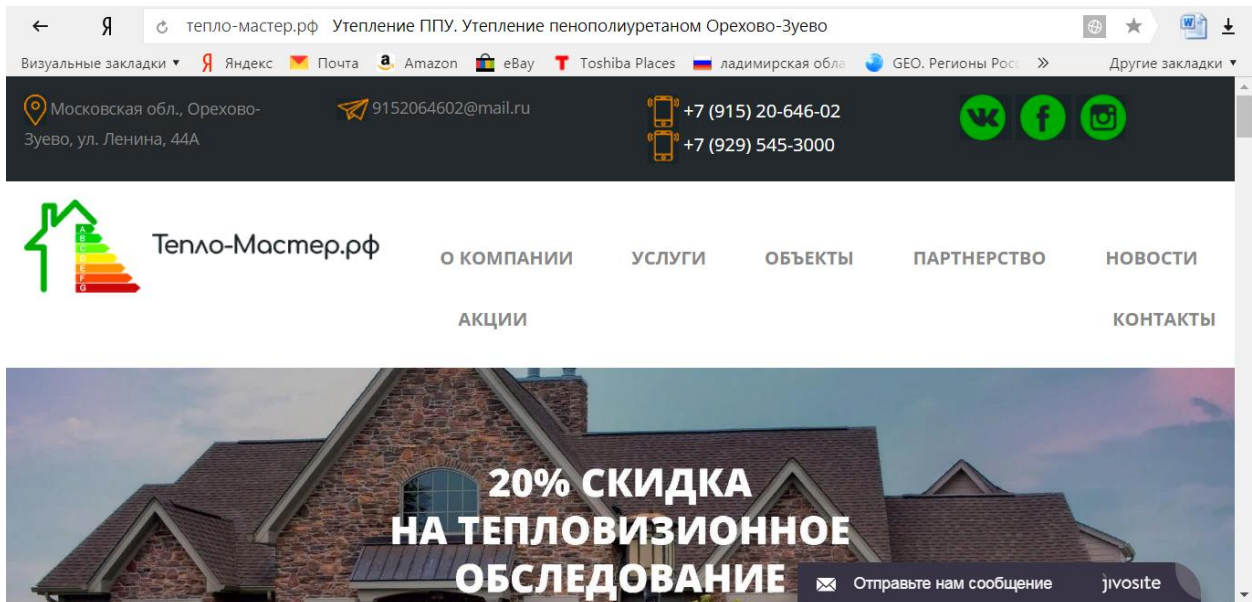 Я тепло-мастер.рф Утепление ППУ. Утепление пенополиуретаном Орехово-Зуево
Визуальные закладки Яндекс Почта Amazon eBay Toshiba Places ладимирская обла GEO. Регионы Росс » Другие закладки
Московская обл., Орехово-
Зуево, ул. Ленина, 44А
9152064602@mail.ru
+7 (915) 20-646-02
+7 (929) 545-3000
Тепло-Мастер.рф
A
B
C
D
E
F
G
О КОМПАНИИ УСЛУГИ ОБЪЕКТЫ ПАРТНЕРСТВО НОВОСТИ
АКЦИИ КОНТАКТЫ
20% СКИДКА
НА ТЕПЛОВИЗИОННОЕ
ОБСЛЕДОВАНИЕ
Отправьте нам сообщение jivosite